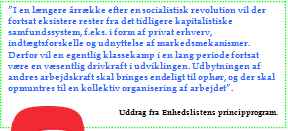 "I en længere årrække efter en socialistisk revolution vil der
fortsat eksistere rester fra det tidligere kapitalistiske
samfundssystem, f.eks. i form af privat erhverv,
indtægtsforskelle og udnyttelse af markedsmekanismer.
Derfor vil en egentlig klassekamp i en lang periode fortsat
være en væsentlig drivkraft i udviklingen. Udbytningen af
andres arbejdskraft skal bringes endeligt til ophør, og der skal
opmuntres til en kollektiv organisering af arbejdet".
Uddrag fra Enhedslistens principprogram.